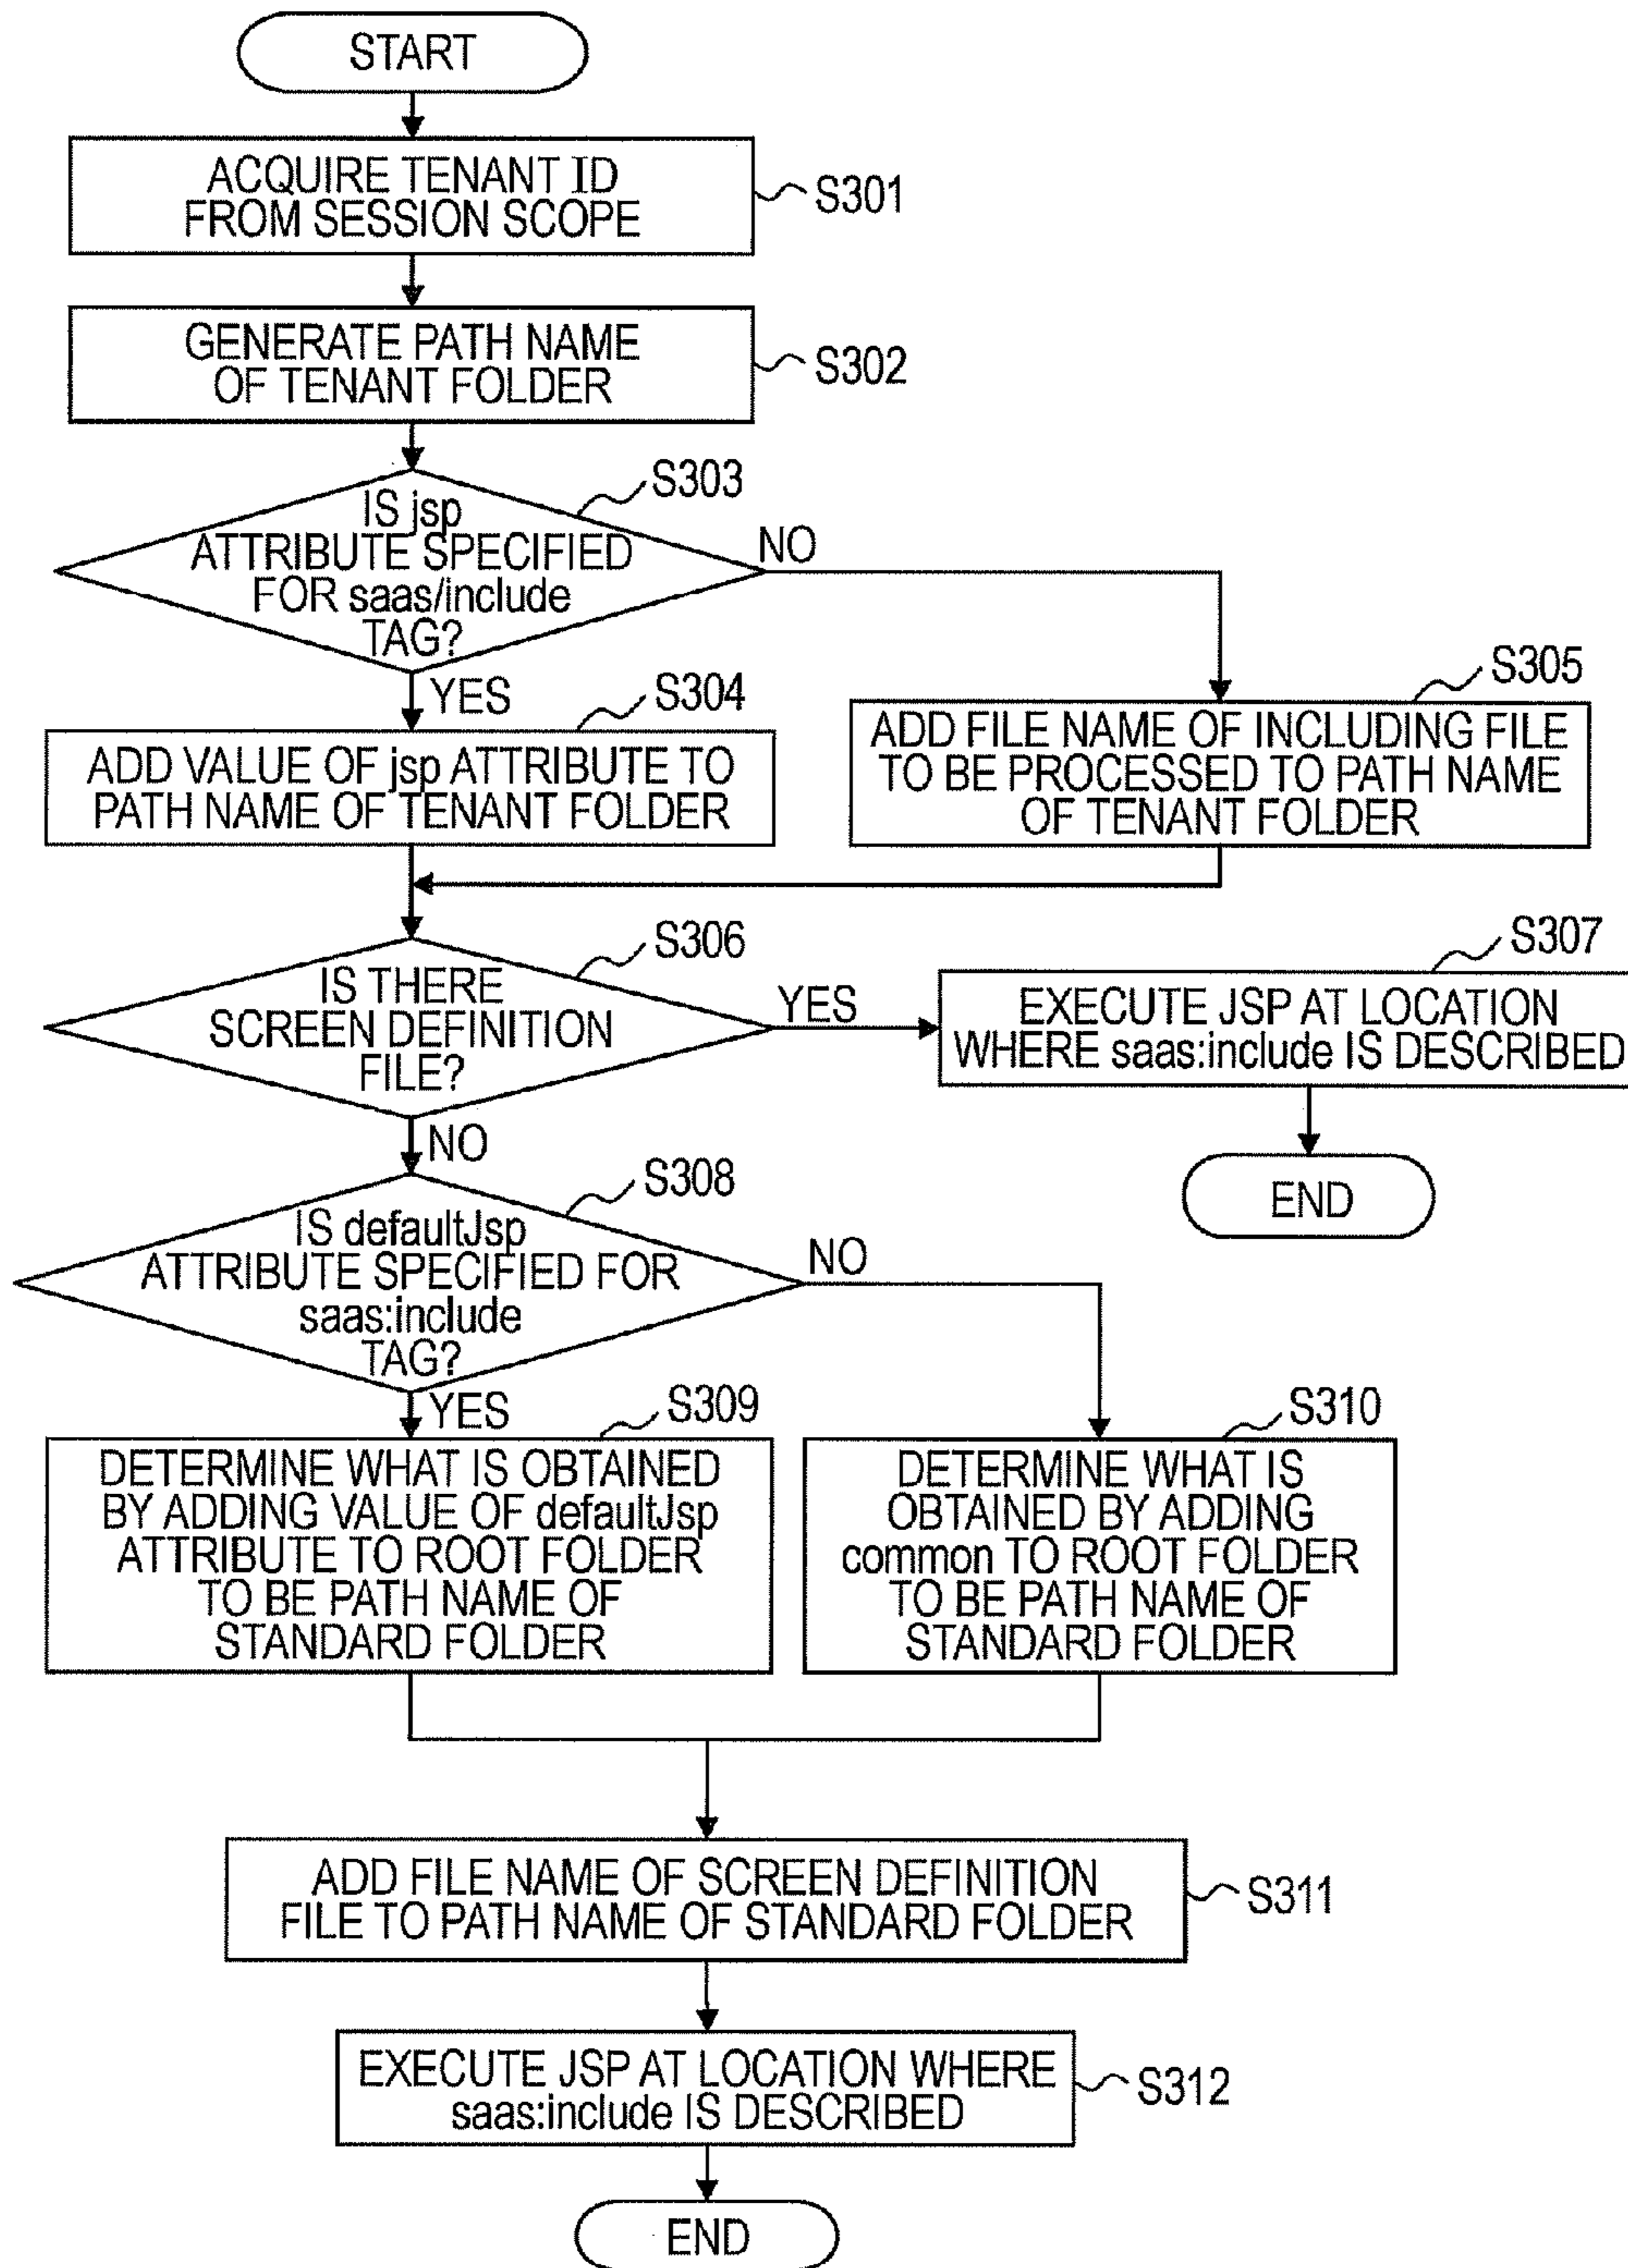 START
ACQUIRE TENANT ID
FROM SESSION SCOPE
S301
GENERATE PATH NAME
OF TENANT FOLDER
S302
S303
IS jsp
ATTRIBUTE SPECIFIED
FOR saas/include
TAG?
NO
YES
S304
ADD VALUE OF jsp ATTRIBUTE TO
PATH NAME OF TENANT FOLDER
S305
ADD FILE NAME OF INCLUDING FILE
TO BE PROCESSED TO PATH NAME
OF TENANT FOLDER
S306
IS THERE
SCREEN DEFINITION
FILE?
YES
S307
EXECUTE JSP AT LOCATION
WHERE saas:include IS DESCRIBED
END
NO
S308
IS defaultJsp
ATTRIBUTE SPECIFIED FOR
saas:include
TAG?
NO
YES
S309
DETERMINE WHAT IS OBTAINED
BY ADDING VALUE OF defaultJsp
ATTRIBUTE TO ROOT FOLDER
TO BE PATH NAME OF
STANDARD FOLDER
S310
DETERMINE WHAT IS
OBTAINED BY ADDING
common TO ROOT FOLDER
TO BE PATH NAME OF
STANDARD FOLDER
ADD FILE NAME OF SCREEN DEFINITION
FILE TO PATH NAME OF STANDARD FOLDER
S311
EXECUTE JSP AT LOCATION WHERE
saas:include IS DESCRIBED
S312
END